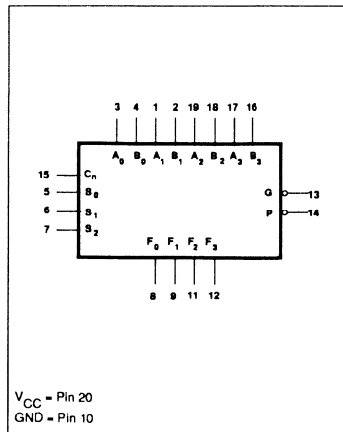 3 4 1 2 19 18 17 16
A0 B0 A1 B1 A2 B2 A3 B3
15 Cn
5 S0
6 S1
7 S2
G 13
P 14
F0 F1 F2 F3
8 9 11 12
VCC = Pin 20
GND = Pin 10